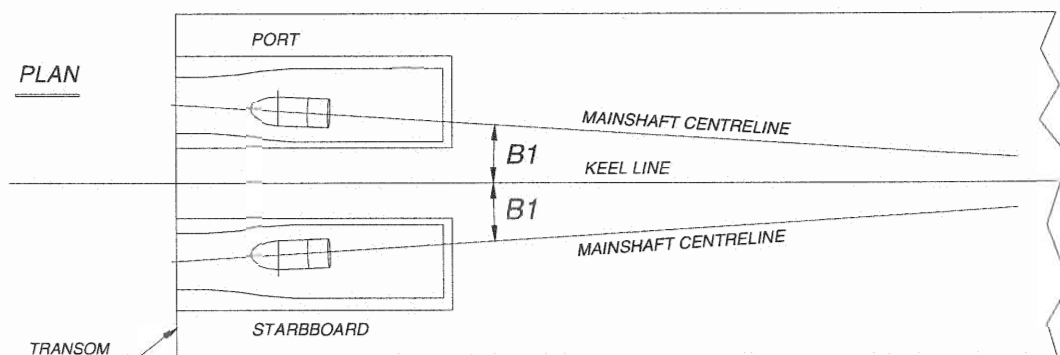 PORT
PLAN
MAINSHAFT CENTRELINE
B1
KEEL LINE
B1
MAINSHAFT CENTRELINE
STARBBOARD
TRANSOM